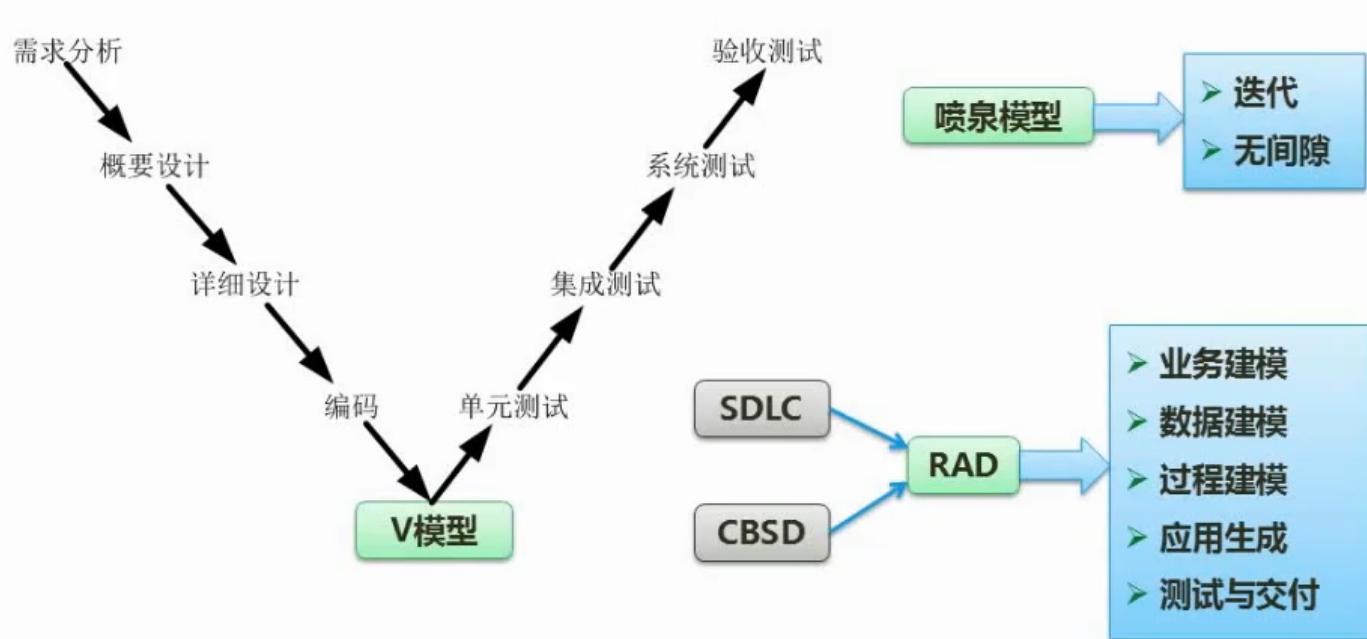 需求分析
概要设计
详细设计
编码
单元测试
集成测试
系统测试
验收测试
V模型
喷泉模型
迭代
无间隙
SDLC
CBSD
RAD
业务建模
数据建模
过程建模
应用生成
测试与交付